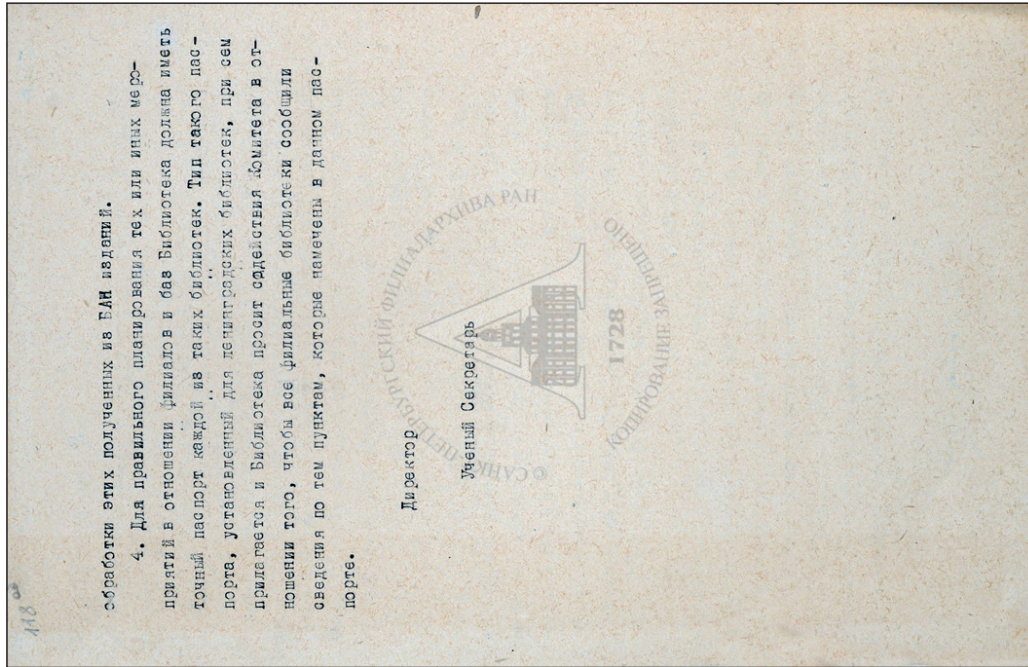 118 об
обработки этих полученных из БАН изданий.
4. Для правильного планирования тех или иных меро-
приятий в отношении филиалов и баз Библиотека должна иметь
точный паспорт каждой из таких библиотек. Тип такого пас-
порта, установленный для ленинградских библиотек, при сем
прилагается и Библиотека просит содействия Комитета в от-
ношении того, чтобы все филиальные библиотеки сообщили
сведения по тем пунктам, которые намечены в данном пас-
порте.
Директор
Ученый Секретарь
© САНКТ-ПЕТЕРБУРГСКИЙ ФИЛИАЛ АРХИВА РАН
1728
КОПИРОВАНИЕ ЗАПРЕЩЕНО